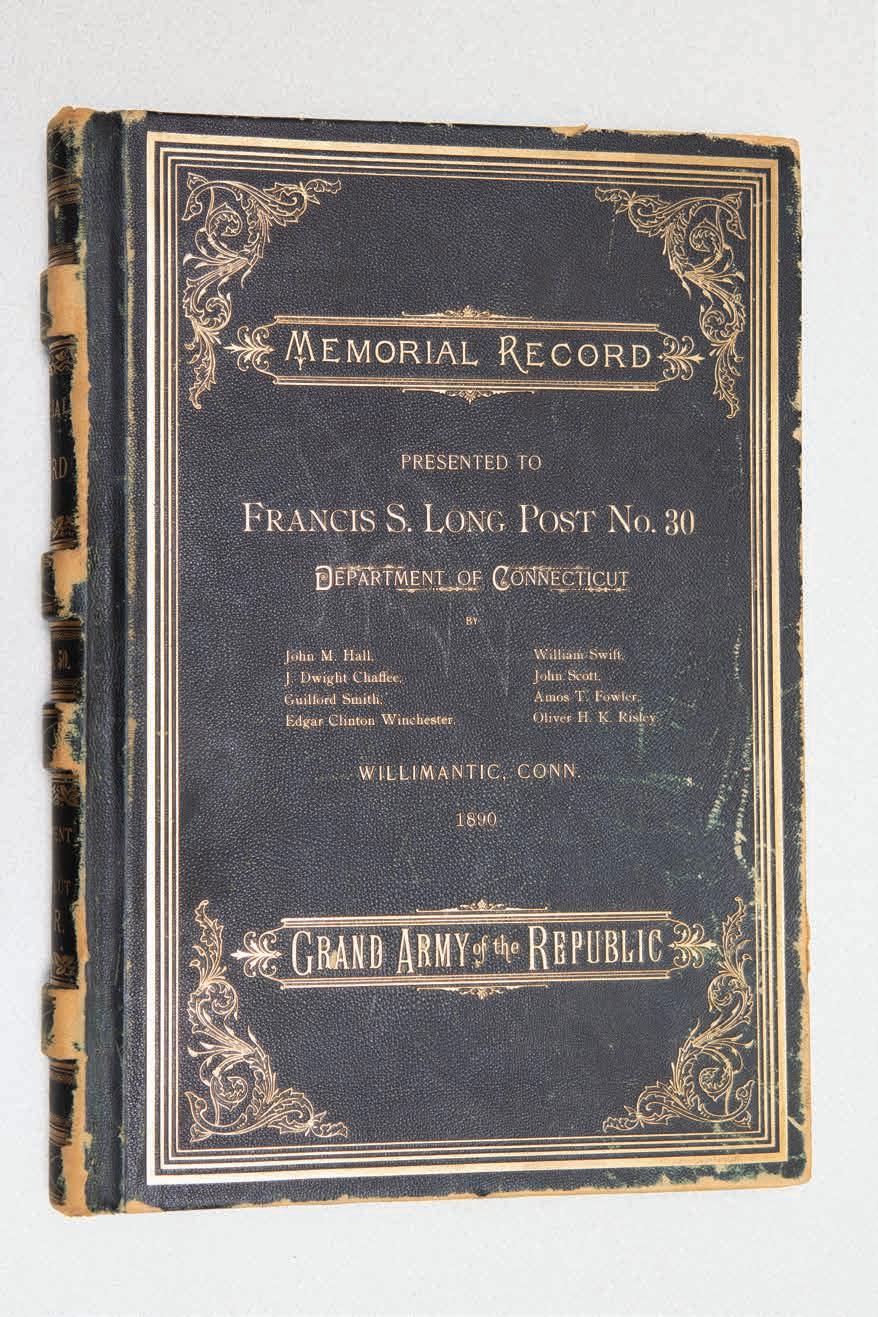 MEMORIAL RECORD
PRESENTED TO
FRANCIS S. LONG POST No. 30
DEPARTMENT OF CONNECTICUT
BY
John M. Hall,
J. Dwight Chaffee,
Guilford Smith,
Edgar Clinton Winchester,
William Swift,
John Scott,
Amos T. Fowler,
Oliver H. K. Risley
WILLIMANTIC, CONN.
1890
GRAND ARMY of the REPUBLIC